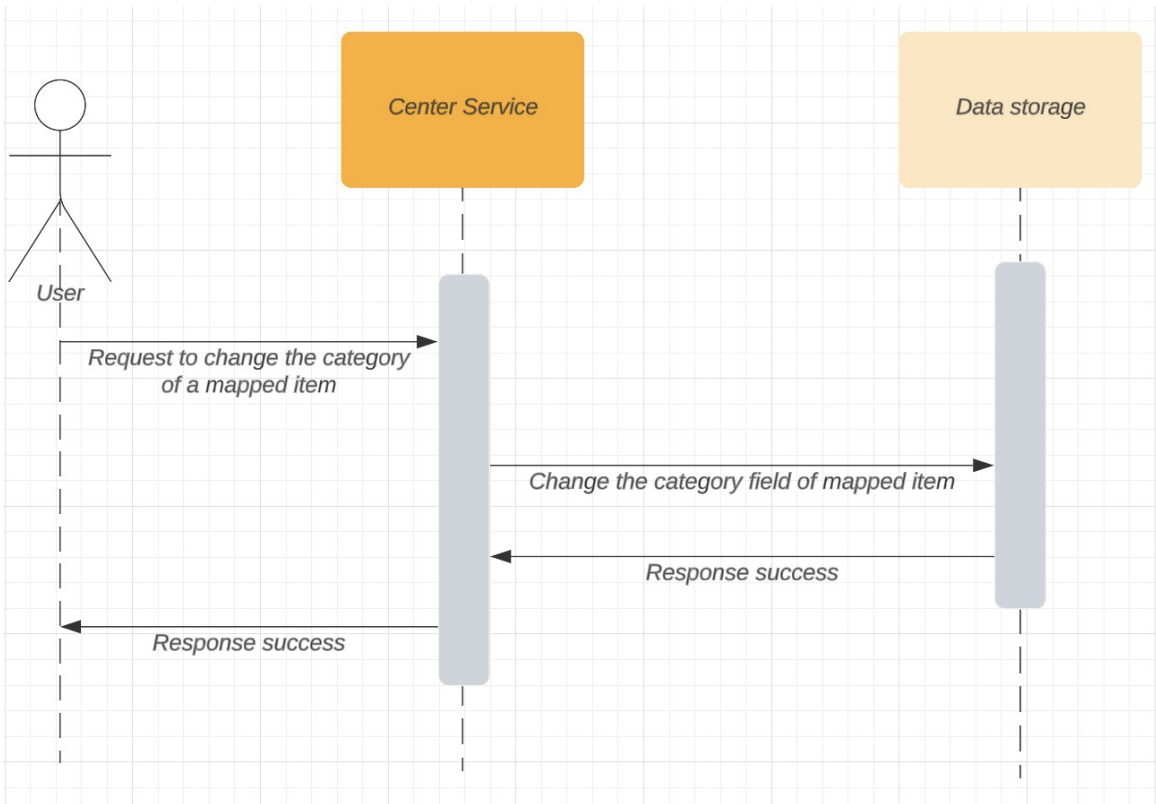 Center Service
Data storage
User
Request to change the category
of a mapped item
Change the category field of mapped item
Response success
Response success